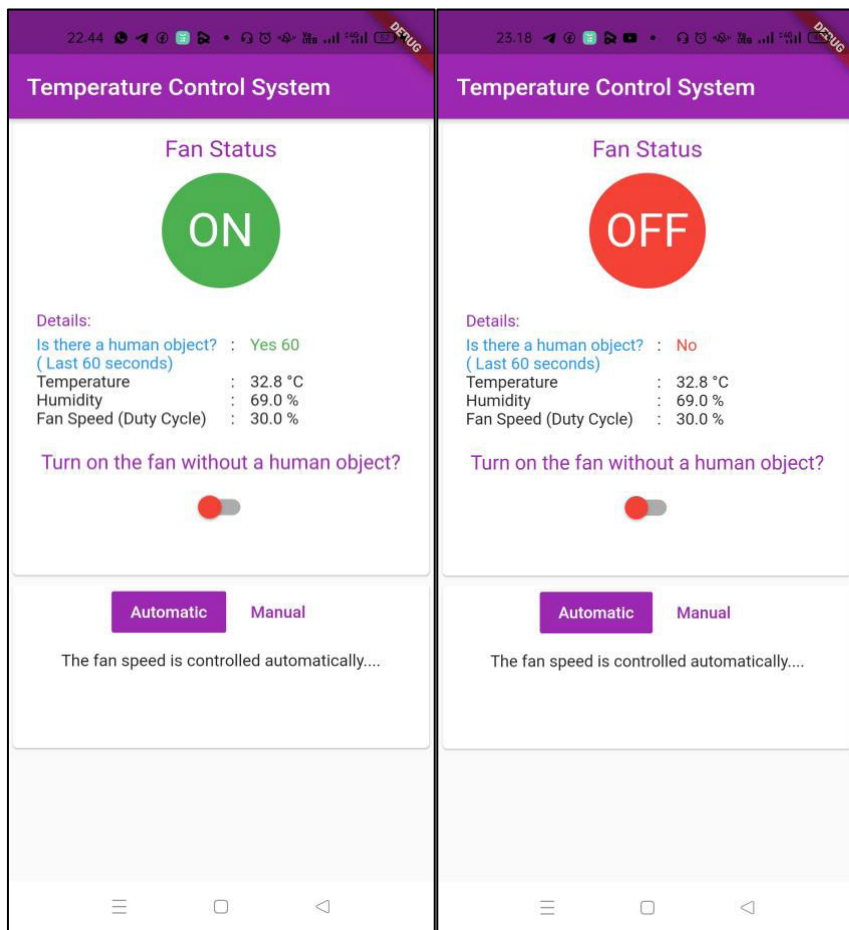 22.44
DEBUG
Temperature Control System
Fan Status
ON
Details:
Is there a human object? : Yes 60
( Last 60 seconds)
Temperature : 32.8 °C
Humidity : 69.0 %
Fan Speed (Duty Cycle) : 30.0 %
Turn on the fan without a human object?
Automatic Manual
The fan speed is controlled automatically....
23.18
DEBUG
Temperature Control System
Fan Status
OFF
Details:
Is there a human object? : No
( Last 60 seconds)
Temperature : 32.8 °C
Humidity : 69.0 %
Fan Speed (Duty Cycle) : 30.0 %
Turn on the fan without a human object?
Automatic Manual
The fan speed is controlled automatically....